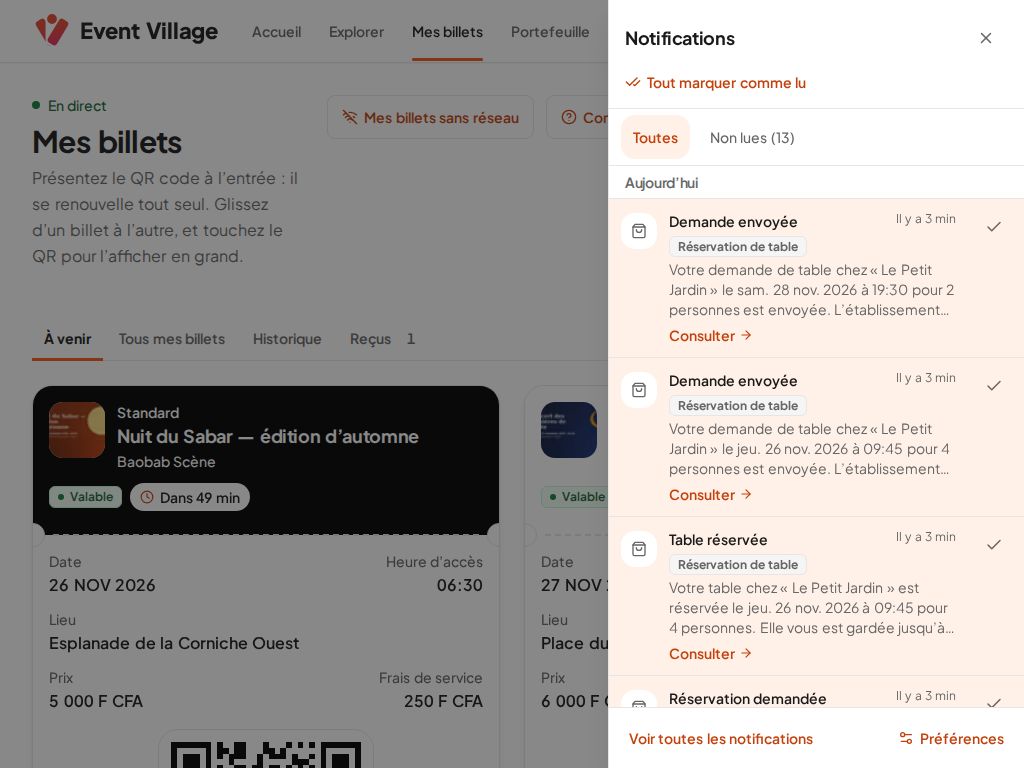 Event Village
Accueil
Explorer
Mes billets
Portefeuille
En direct
Mes billets
Présentez le QR code à l’entrée : il
se renouvelle tout seul. Glissez
d’un billet à l’autre, et touchez le
QR pour l’afficher en grand.
Mes billets sans réseau
À venir
Tous mes billets
Historique
Reçus 1
Standard
Nuit du Sabar — édition d’automne
Baobab Scène
Valable
Dans 49 min
Date
Heure d’accès
26 NOV 2026
06:30
Lieu
Esplanade de la Corniche Ouest
Prix
Frais de service
5 000 F CFA
250 F CFA
Valable
Date
27 NOV
Lieu
Place du
Prix
6 000 F
Notifications
Tout marquer comme lu
Toutes
Non lues (13)
Aujourd’hui
Demande envoyée
Il y a 3 min
Réservation de table
Votre demande de table chez « Le Petit
Jardin » le sam. 28 nov. 2026 à 19:30 pour 2
personnes est envoyée. L’établissement…
Consulter →
Demande envoyée
Il y a 3 min
Réservation de table
Votre demande de table chez « Le Petit
Jardin » le jeu. 26 nov. 2026 à 09:45 pour 4
personnes est envoyée. L’établissement…
Consulter →
Table réservée
Il y a 3 min
Réservation de table
Votre table chez « Le Petit Jardin » est
réservée le jeu. 26 nov. 2026 à 09:45 pour
4 personnes. Elle vous est gardée jusqu’à…
Consulter →
Réservation demandée
Il y a 3 min
Voir toutes les notifications
Préférences